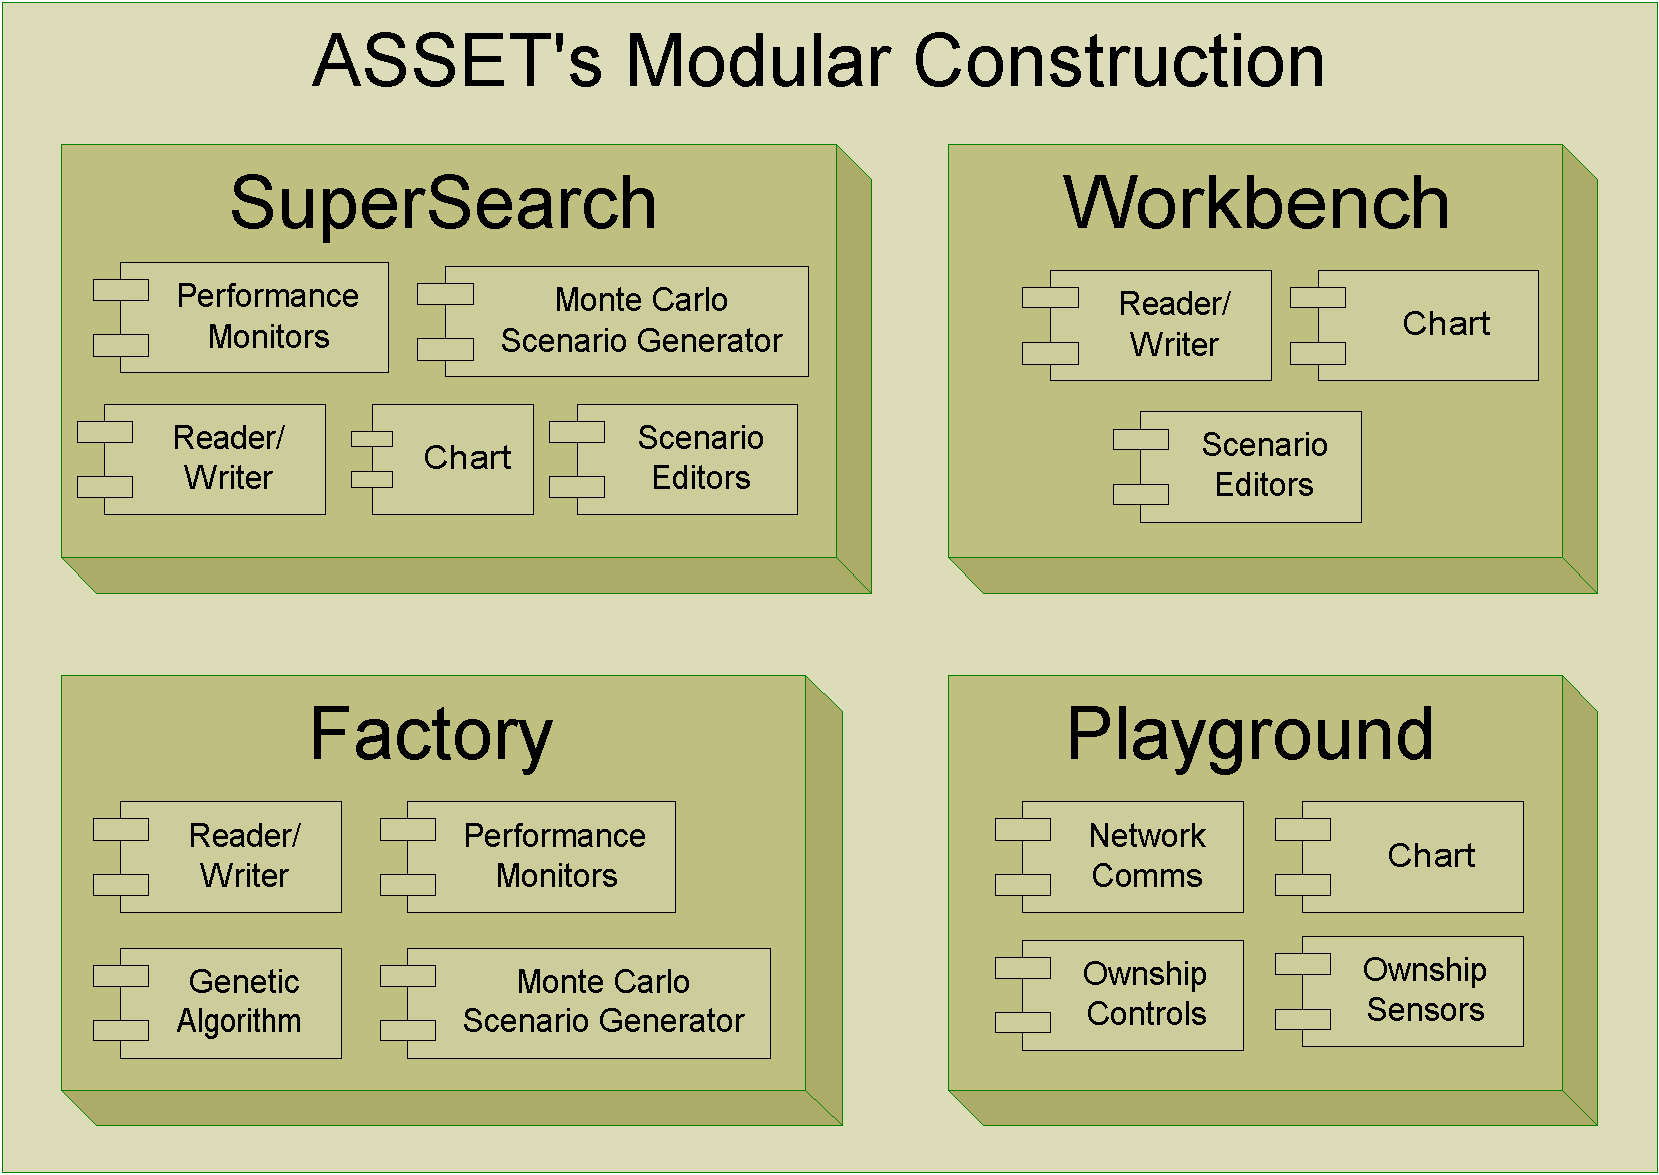 ASSET's Modular Construction
SuperSearch
Performance
Monitors
Monte Carlo
Scenario Generator
Reader/
Writer
Chart
Scenario
Editors
Workbench
Reader/
Writer
Chart
Scenario
Editors
Factory
Reader/
Writer
Performance
Monitors
Genetic
Algorithm
Monte Carlo
Scenario Generator
Playground
Network
Comms
Chart
Ownship
Controls
Ownship
Sensors